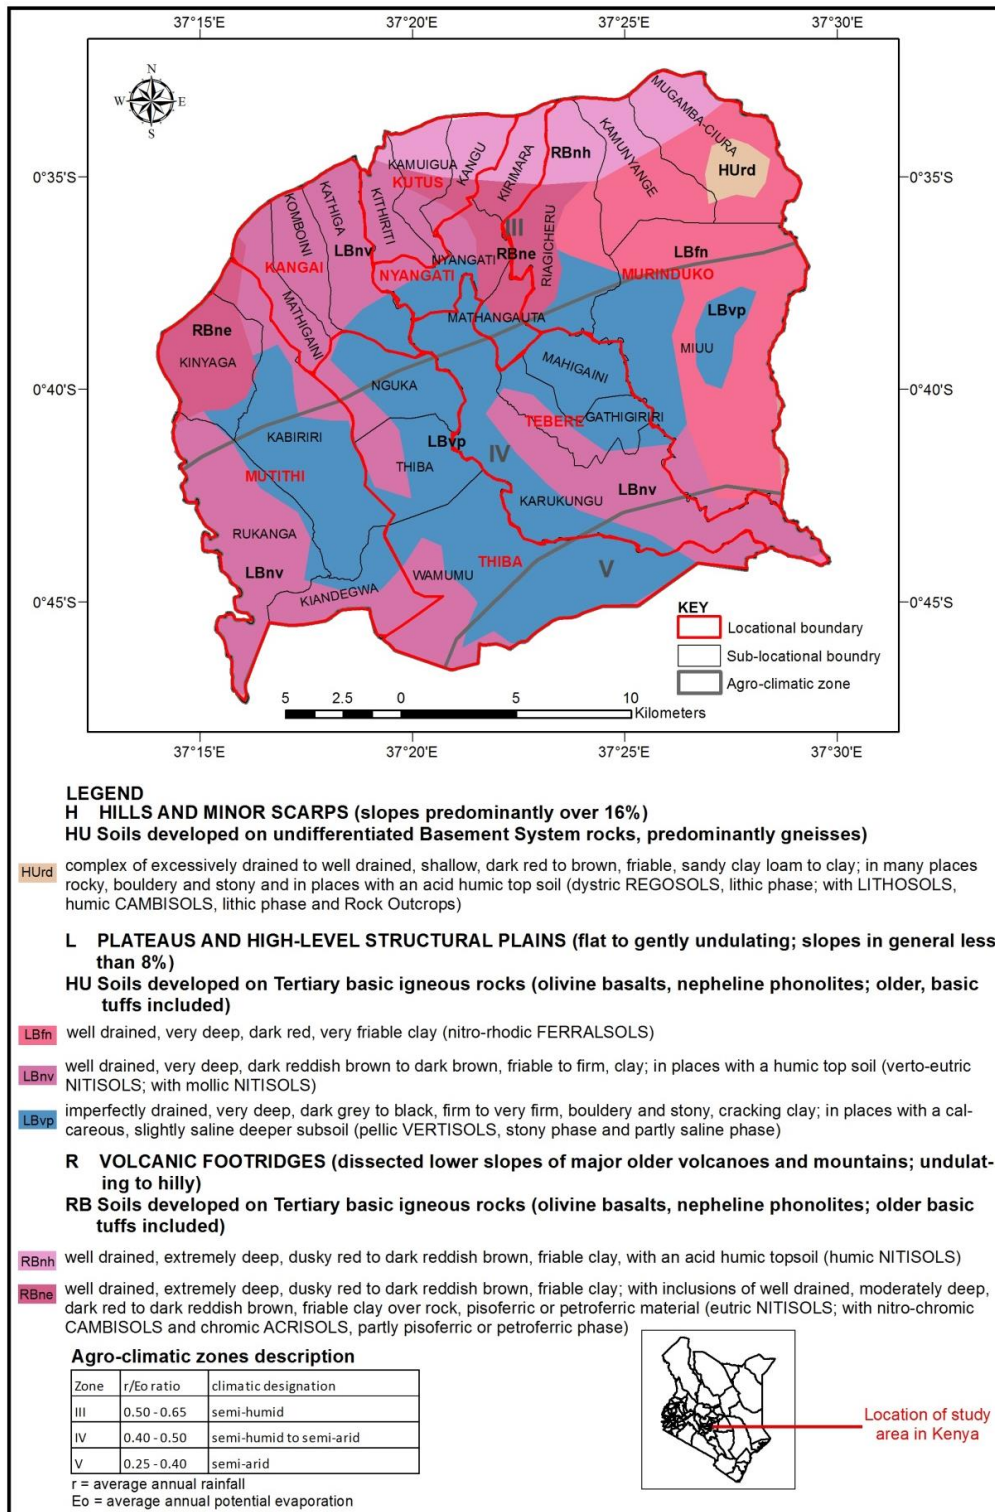 37°15'E 37°20'E 37°25'E 37°30'E
N
W E
S
MUGAMBA-CIURA
KAMUIGUA
KANGU
KIRIMARA
RBnh
KAMUNYANGE
HUrd
0°35'S
0°35'S
KUTUS
KATHIGA
KITHIRITI
KOMBOINI
III
LBnv
NYANGATI
RBne
RIAGICHERU
LBfn
KANGAI
NYANGATI
MURINDUKO
MATHIGAINI
MATHANGAUTA
LBvp
RBne
KINYAGA
MIUU
MAHIGAINI
0°40'S
NGUKA
0°40'S
GATHIGIRIRI
TEBERE
KABIRIRI
LBvp
IV
THIBA
MUTITHI
LBnv
KARUKUNGU
RUKANGA
THIBA
V
LBnv
WAMUMU
KIANDEGWA
0°45'S
0°45'S
KEY
Locational boundary
Sub-locational boundry
Agro-climatic zone
5 2.5 0 5 10
Kilometers
37°15'E 37°20'E 37°25'E 37°30'E
LEGEND
H HILLS AND MINOR SCARPS (slopes predominantly over 16%)
HU Soils developed on undifferentiated Basement System rocks, predominantly gneisses)
HUrd complex of excessively drained to well drained, shallow, dark red to brown, friable, sandy clay loam to clay; in many places
rocky, bouldery and stony and in places with an acid humic top soil (dystric REGOSOLS, lithic phase; with LITHOSOLS,
humic CAMBISOLS, lithic phase and Rock Outcrops)
L PLATEAUS AND HIGH-LEVEL STRUCTURAL PLAINS (flat to gently undulating; slopes in general less
than 8%)
HU Soils developed on Tertiary basic igneous rocks (olivine basalts, nepheline phonolites; older, basic
tuffs included)
LBfn well drained, very deep, dark red, very friable clay (nitro-rhodic FERRALSOLS)
LBnv well drained, very deep, dark reddish brown to dark brown, friable to firm, clay; in places with a humic top soil (verto-eutric
NITISOLS; with mollic NITISOLS)
LBvp imperfectly drained, very deep, dark grey to black, firm to very firm, bouldery and stony, cracking clay; in places with a cal-
careous, slightly saline deeper subsoil (pellic VERTISOLS, stony phase and partly saline phase)
R VOLCANIC FOOTRIDGES (dissected lower slopes of major older volcanoes and mountains; undulat-
ing to hilly)
RB Soils developed on Tertiary basic igneous rocks (olivine basalts, nepheline phonolites; older basic
tuffs included)
RBnh well drained, extremely deep, dusky red to dark reddish brown, friable clay, with an acid humic topsoil (humic NITISOLS)
RBne well drained, extremely deep, dusky red to dark reddish brown, friable clay; with inclusions of well drained, moderately deep,
dark red to dark reddish brown, friable clay over rock, pisoferric or petroferric material (eutric NITISOLS; with nitro-chromic
CAMBISOLS and chromic ACRISOLS, partly pisoferric or petroferric phase)
Agro-climatic zones description
Zone r/Eo ratio climatic designation
III 0.50 - 0.65 semi-humid
IV 0.40 - 0.50 semi-humid to semi-arid
V 0.25 - 0.40 semi-arid
r = average annual rainfall
Eo = average annual potential evaporation
Location of study
area in Kenya